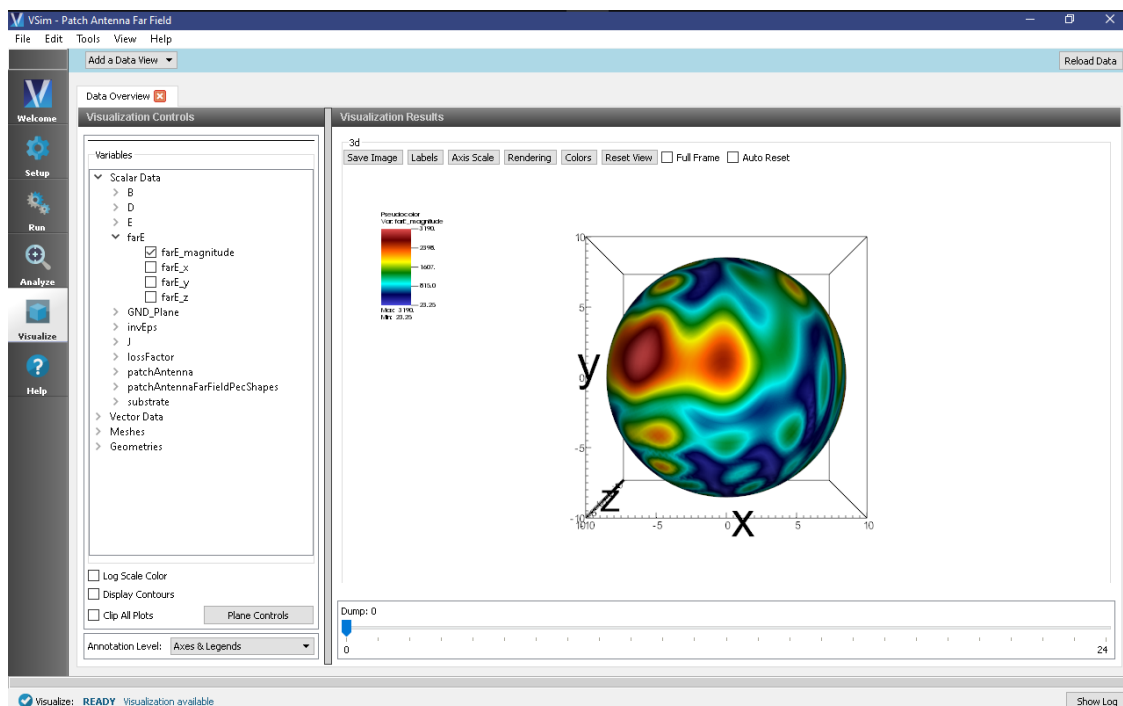 VSim - Patch Antenna Far Field
File Edit Tools View Help
Add a Data View
Reload Data
Welcome
Setup
Run
Analyze
Visualize
Help
Data Overview
Visualization Controls
Variables
Scalar Data
B
D
E
farE
farE_magnitude
farE_x
farE_y
farE_z
GND_Plane
invEps
J
lossFactor
patchAntenna
patchAntennaFarFieldPecShapes
substrate
Vector Data
Meshes
Geometries
Log Scale Color
Display Contours
Clip All Plots
Plane Controls
Annotation Level: Axes & Legends
Visualization Results
3d
Save Image Labels Axis Scale Rendering Colors Reset View Full Frame Auto Reset
Pseudocolor
Var: farE_magnitude
3190.
2398.
1607.
815.0
23.25
Max: 3190.
Min: 23.25
10
5
y
0
-5
z
-5 0 5 10
X
Dump: 0
0 24
Visualize: READY Visualization available
Show Log